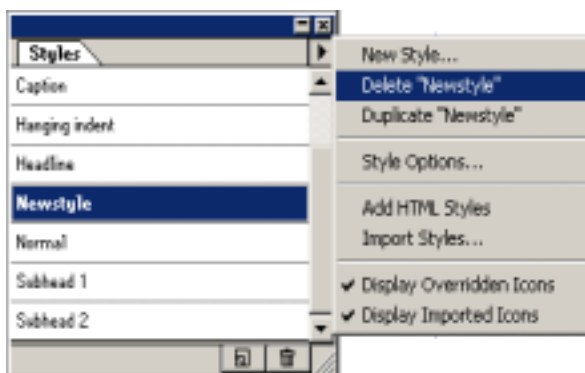 Styles
Caption
Hanging indent
Headline
Newstyle
Normal
Subhead 1
Subhead 2
New Style...
Delete "Newstyle"
Duplicate "Newstyle"
Style Options...
Add HTML Styles
Import Styles...
Display Overridden Icons
Display Imported Icons